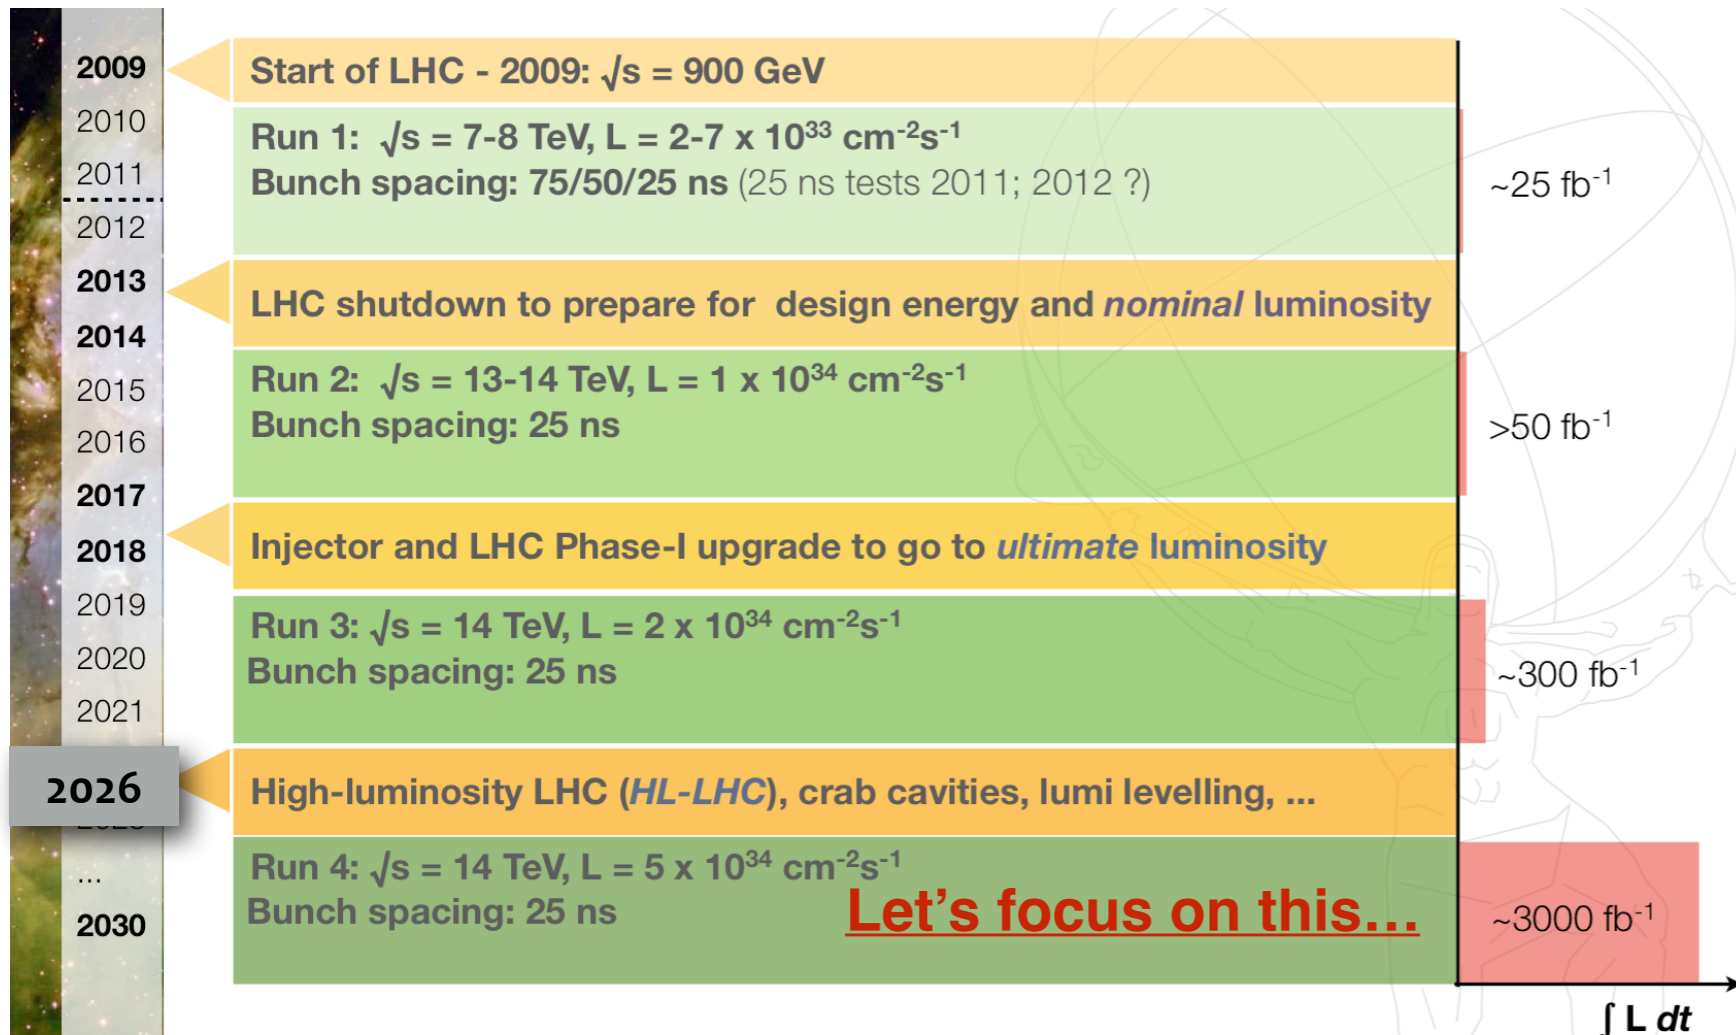 2009
Start of LHC - 2009: √s = 900 GeV
2010
2011
2012
Run 1: √s = 7-8 TeV, L = 2-7 x 10³³ cm⁻²s⁻¹
Bunch spacing: 75/50/25 ns (25 ns tests 2011; 2012 ?)
~25 fb⁻¹
2013
2014
LHC shutdown to prepare for design energy and nominal luminosity
2015
2016
2017
Run 2: √s = 13-14 TeV, L = 1 x 10³⁴ cm⁻²s⁻¹
Bunch spacing: 25 ns
>50 fb⁻¹
2018
Injector and LHC Phase-I upgrade to go to ultimate luminosity
2019
2020
2021
Run 3: √s = 14 TeV, L = 2 x 10³⁴ cm⁻²s⁻¹
Bunch spacing: 25 ns
~300 fb⁻¹
2026
High-luminosity LHC (HL-LHC), crab cavities, lumi levelling, ...
...
2030
Run 4: √s = 14 TeV, L = 5 x 10³⁴ cm⁻²s⁻¹
Bunch spacing: 25 ns
Let's focus on this...
~3000 fb⁻¹
∫ L dt